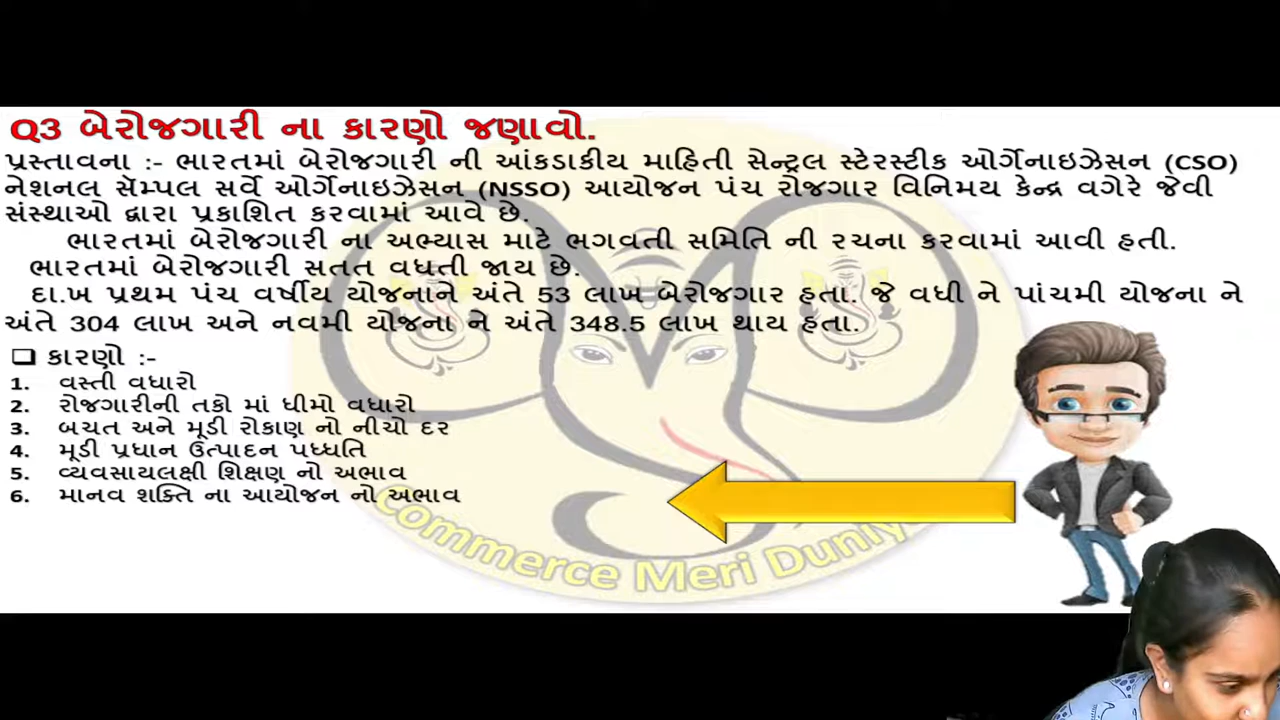 Q3 બેરોજગારી ના કારણો જણાવો.
પ્રસ્તાવના :- ભારતમાં બેરોજગારી ની આંકડાકીય માહિતી સેન્ટ્રલ સ્ટેરસ્ટીક ઓર્ગેનાઇઝેસન (CSO)
નેશનલ સૅમ્પલ સર્વે ઓર્ગેનાઇઝેસન (NSSO) આયોજન પંચ રોજગાર વિનિમય કેન્દ્ર વગેરે જેવી
સંસ્થાઓ દ્વારા પ્રકાશિત કરવામાં આવે છે.
ભારતમાં બેરોજગારી ના અભ્યાસ માટે ભગવતી સમિતિ ની રચના કરવામાં આવી હતી.
ભારતમાં બેરોજગારી સતત વધતી જાય છે.
દા.ખ પ્રથમ પંચ વર્ષીય યોજનાને અંતે 53 લાખ બેરોજગાર હતા. જે વધી ને પાંચમી યોજના ને
અંતે 304 લાખ અને નવમી યોજના ને અંતે 348.5 લાખ થાય હતા.
❑ કારણો :-
1. વસ્તી વધારો
2. રોજગારીની તકો માં ધીમો વધારો
3. બચત અને મૂડી રોકાણ નો નીચો દર
4. મૂડી પ્રધાન ઉત્પાદન પધ્ધતિ
5. વ્યવસાયલક્ષી શિક્ષણ નો અભાવ
6. માનવ શક્તિ ના આયોજન નો અભાવ
Commerce Meri Duniya